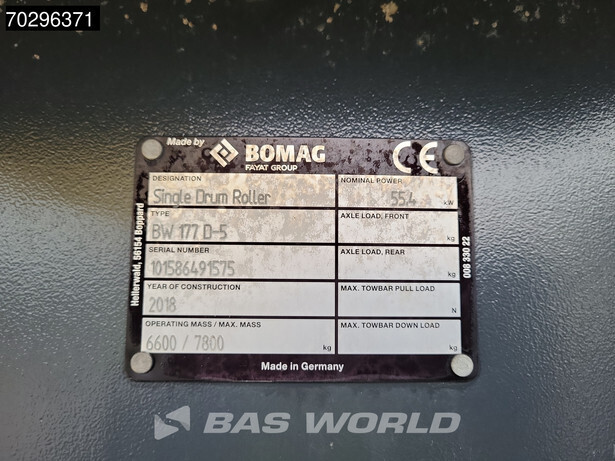 70296371
Made by BOMAG CE
FAYAT GROUP
DESIGNATION
Single Drum Roller
NOMINAL POWER
55.4 kW
TYPE
BW 177 D-5
AXLE LOAD, FRONT
kg
SERIAL NUMBER
101586491575
AXLE LOAD, REAR
kg
YEAR OF CONSTRUCTION
2018
MAX. TOWBAR PULL LOAD
N
OPERATING MASS / MAX. MASS
6600 / 7800 kg
MAX. TOWBAR DOWN LOAD
kg
Made in Germany
Hellerwald, 56154 Boppard
008 330 22
BAS WORLD